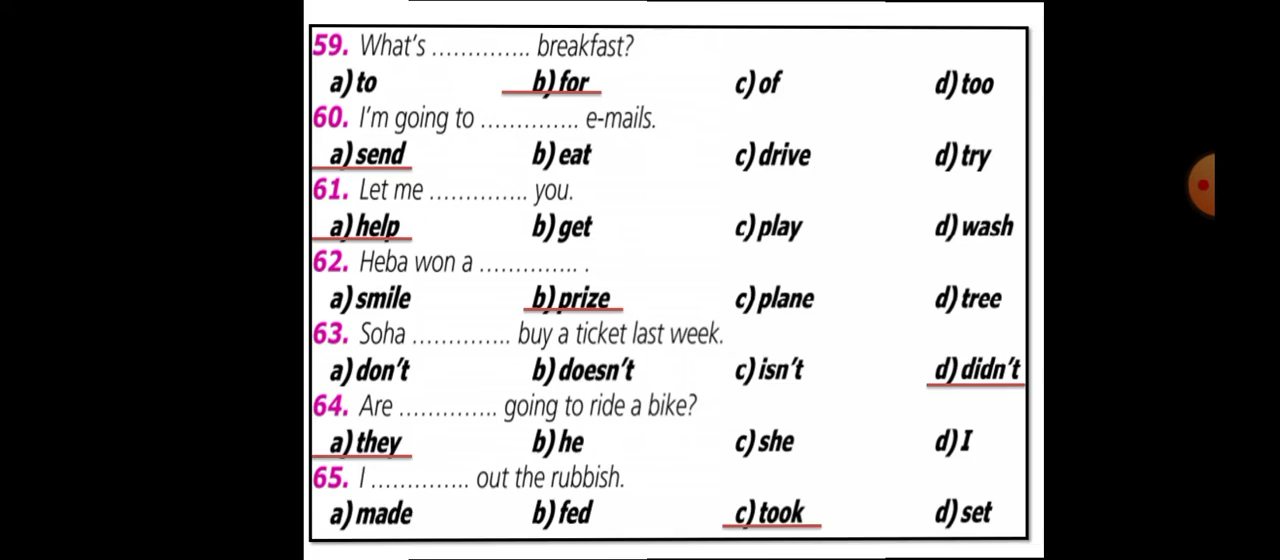 59. What's .............. breakfast?
a) to b) for c) of d) too
60. I'm going to .............. e-mails.
a) send b) eat c) drive d) try
61. Let me .............. you.
a) help b) get c) play d) wash
62. Heba won a .............. .
a) smile b) prize c) plane d) tree
63. Soha .............. buy a ticket last week.
a) don't b) doesn't c) isn't d) didn't
64. Are .............. going to ride a bike?
a) they b) he c) she d) I
65. I .............. out the rubbish.
a) made b) fed c) took d) set